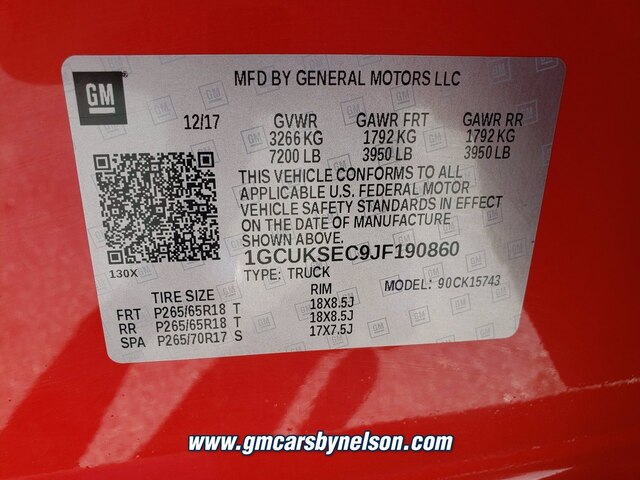 GM
MFD BY GENERAL MOTORS LLC
12/17 GVWR GAWR FRT GAWR RR
3266 KG 1792 KG 1792 KG
7200 LB 3950 LB 3950 LB
THIS VEHICLE CONFORMS TO ALL
APPLICABLE U.S. FEDERAL MOTOR
VEHICLE SAFETY STANDARDS IN EFFECT
ON THE DATE OF MANUFACTURE
SHOWN ABOVE.
1GCUKSEC9JF190860
130X
TYPE: TRUCK MODEL: 90CK15743
TIRE SIZE RIM
FRT P265/65R18 T 18X8.5J
RR P265/65R18 T 18X8.5J
SPA P265/70R17 S 17X7.5J
www.gmcarsbynelson.com